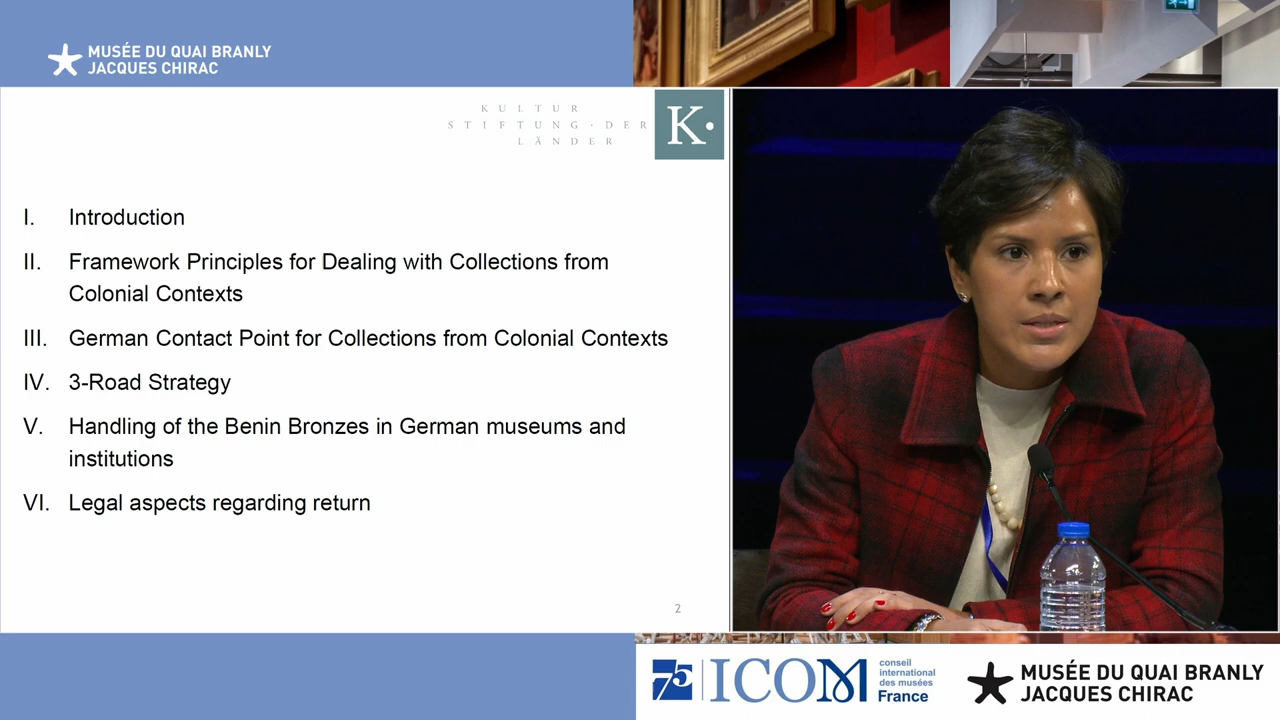 MUSÉE DU QUAI BRANLY
JACQUES CHIRAC
KULTUR
STIFTUNG·DER
LÄNDER
K·
I. Introduction
II. Framework Principles for Dealing with Collections from
Colonial Contexts
III. German Contact Point for Collections from Colonial Contexts
IV. 3-Road Strategy
V. Handling of the Benin Bronzes in German museums and
institutions
VI. Legal aspects regarding return
2
75 ICOM
conseil
international
des musées
France
MUSÉE DU QUAI BRANLY
JACQUES CHIRAC